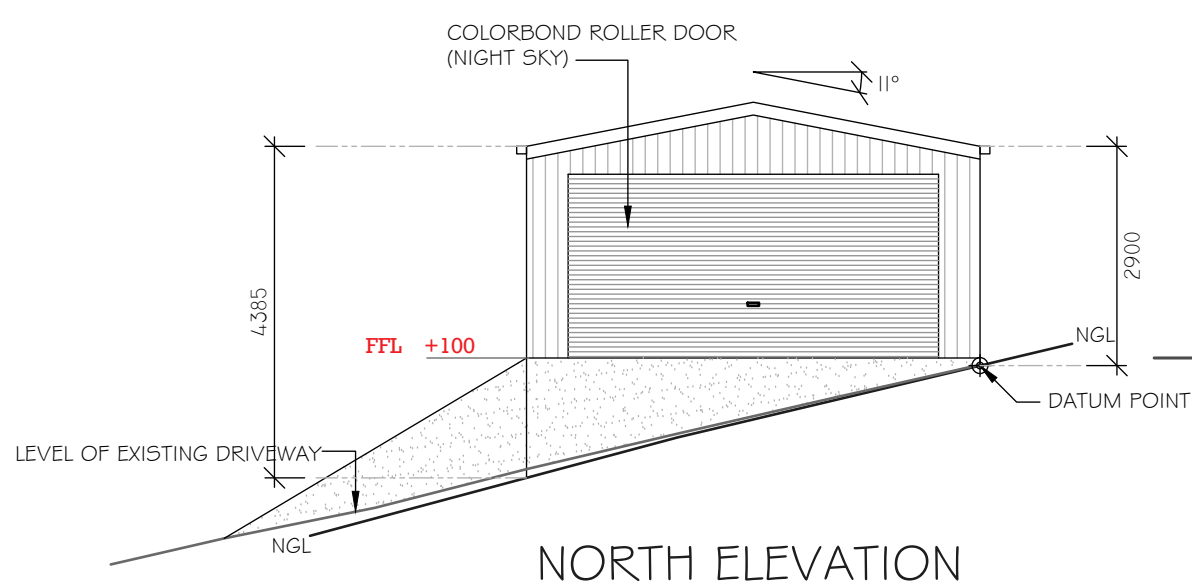 COLORBOND ROLLER DOOR
(NIGHT SKY)
11°
4385
2900
FFL +100
NGL
DATUM POINT
LEVEL OF EXISTING DRIVEWAY
NGL
NORTH ELEVATION